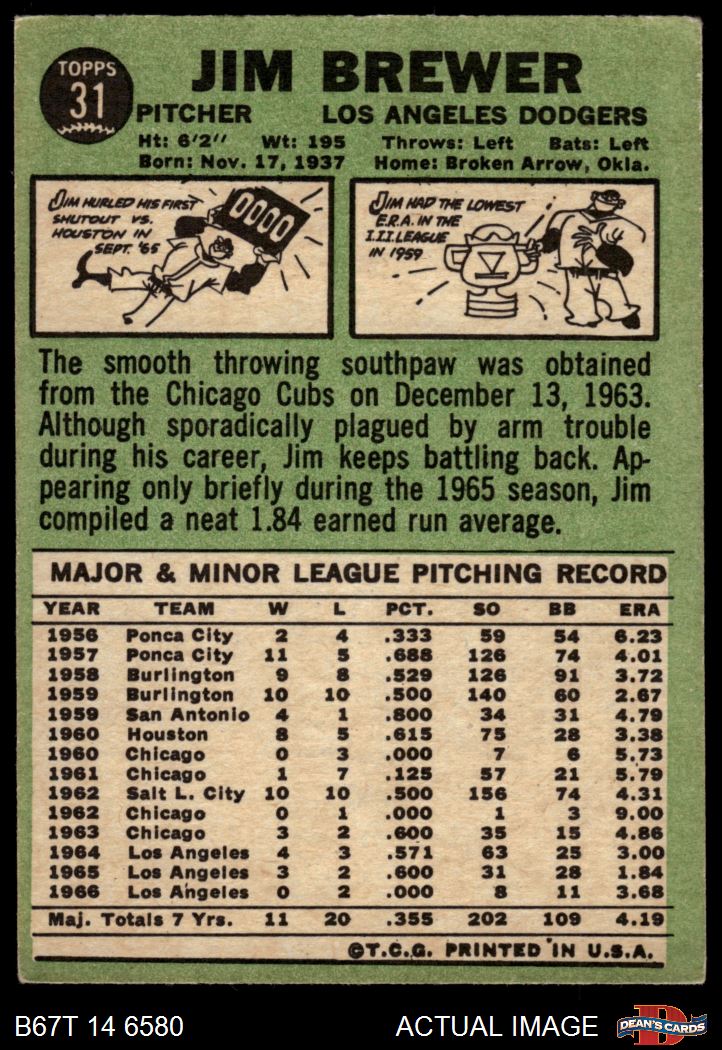 TOPPS
31
JIM BREWER
PITCHER LOS ANGELES DODGERS
Ht: 6'2" Wt: 195 Throws: Left Bats: Left
Born: Nov. 17, 1937 Home: Broken Arrow, Okla.
JIM HURLED HIS FIRST
SHUTOUT VS.
HOUSTON IN
SEPT. '65
0000
JIM HAD THE LOWEST
E.R.A. IN THE
I.I.I. LEAGUE
IN 1959
The smooth throwing southpaw was obtained
from the Chicago Cubs on December 13, 1963.
Although sporadically plagued by arm trouble
during his career, Jim keeps battling back. Ap-
pearing only briefly during the 1965 season, Jim
compiled a neat 1.84 earned run average.
MAJOR & MINOR LEAGUE PITCHING RECORD
YEAR TEAM W L PCT. SO BB ERA
1956 Ponca City 2 4 .333 59 54 6.23
1957 Ponca City 11 5 .688 126 74 4.01
1958 Burlington 9 8 .529 126 91 3.72
1959 Burlington 10 10 .500 140 60 2.67
1959 San Antonio 4 1 .800 34 31 4.79
1960 Houston 8 5 .615 75 28 3.38
1960 Chicago 0 3 .000 7 6 5.73
1961 Chicago 1 7 .125 57 21 5.79
1962 Salt L. City 10 10 .500 156 74 4.31
1962 Chicago 0 1 .000 1 3 9.00
1963 Chicago 3 2 .600 35 15 4.86
1964 Los Angeles 4 3 .571 63 25 3.00
1965 Los Angeles 3 2 .600 31 28 1.84
1966 Los Angeles 0 2 .000 8 11 3.68
Maj. Totals 7 Yrs. 11 20 .355 202 109 4.19
©T.C.G. PRINTED IN U.S.A.
B67T 14 6580 ACTUAL IMAGE
D
DEAN'S CARDS